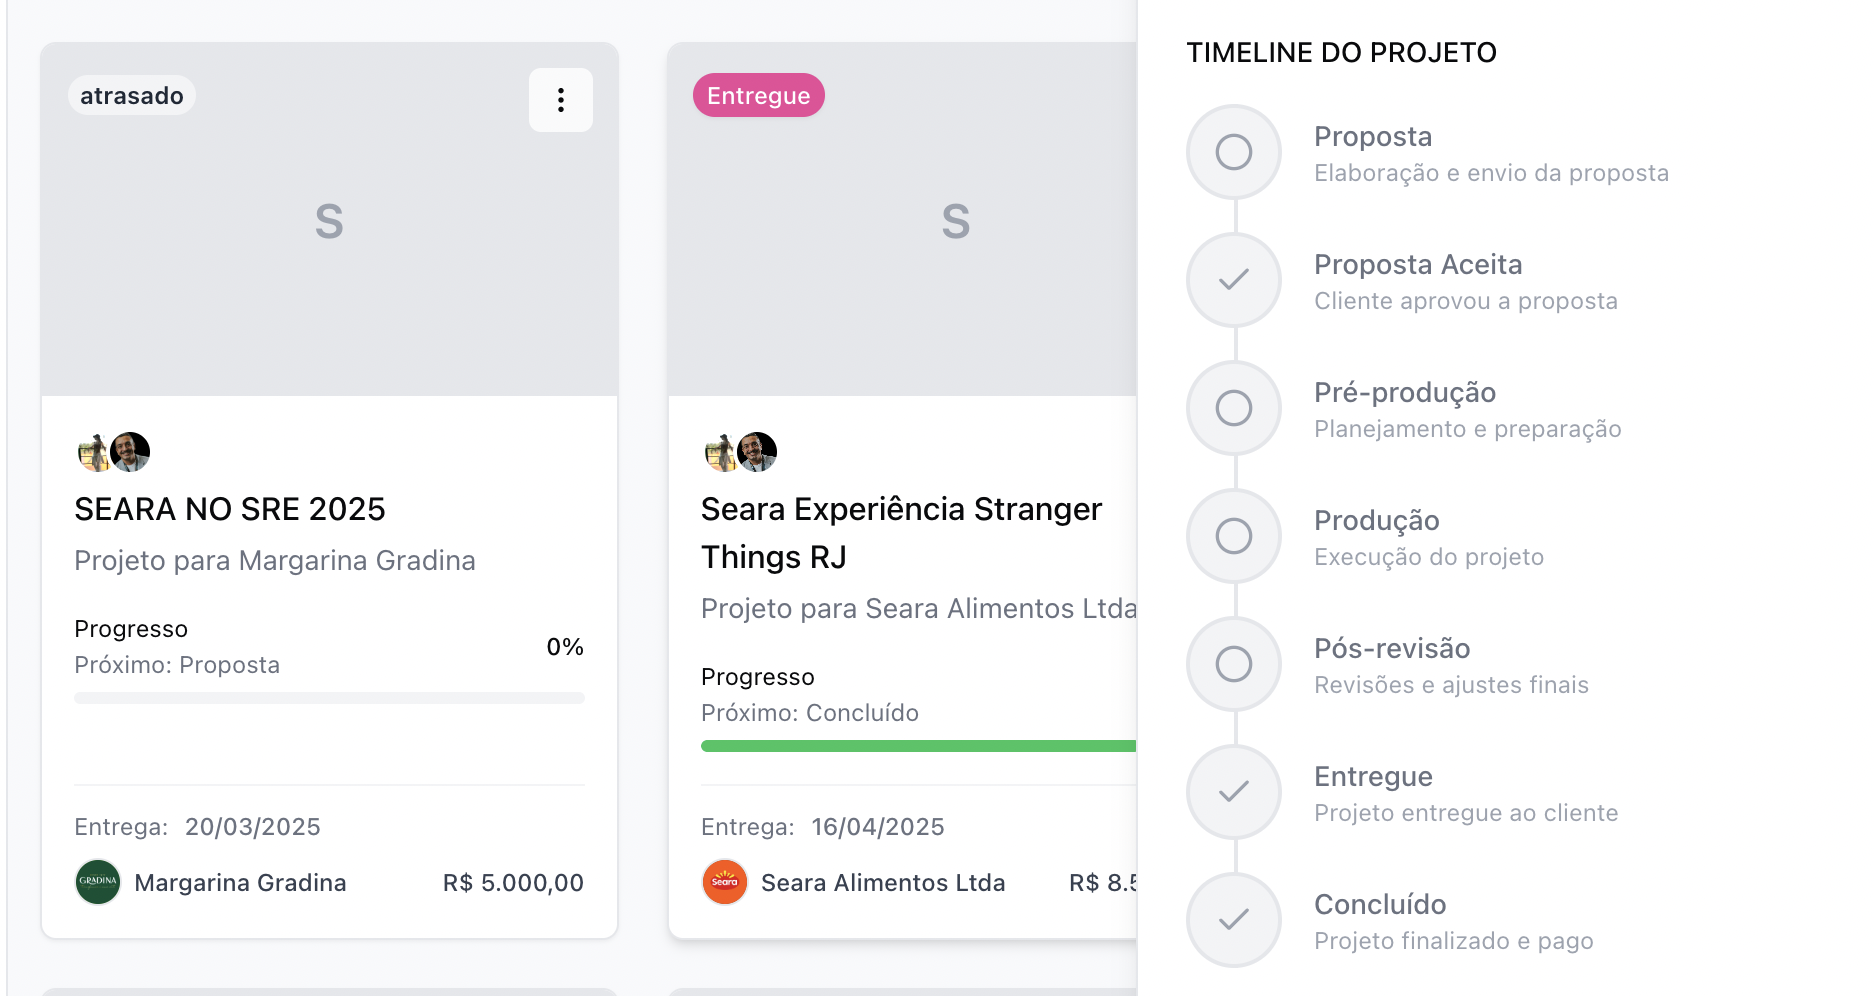 atrasado
S
SEARA NO SRE 2025
Projeto para Margarina Gradina
Progresso
0%
Próximo: Proposta
Entrega: 20/03/2025
GRADINA
Margarina Gradina
R$ 5.000,00
Entregue
S
Seara Experiência Stranger
Things RJ
Projeto para Seara Alimentos Ltda
Progresso
Próximo: Concluído
Entrega: 16/04/2025
Seara
Seara Alimentos Ltda
R$ 8.5
TIMELINE DO PROJETO
Proposta
Elaboração e envio da proposta
Proposta Aceita
Cliente aprovou a proposta
Pré-produção
Planejamento e preparação
Produção
Execução do projeto
Pós-revisão
Revisões e ajustes finais
Entregue
Projeto entregue ao cliente
Concluído
Projeto finalizado e pago